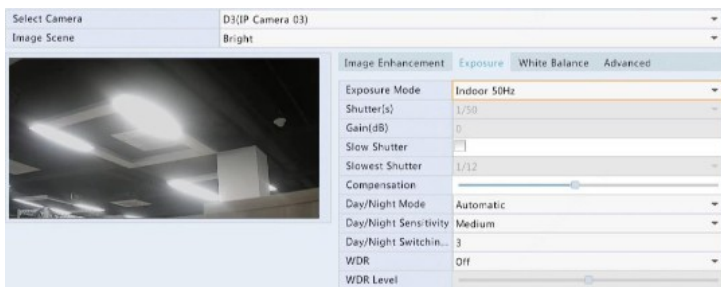 Select Camera D3(IP Camera 03)
Image Scene Bright
Image Enhancement Exposure White Balance Advanced
Exposure Mode Indoor 50Hz
Shutter(s) 1/50
Gain(dB) 0
Slow Shutter
Slowest Shutter 1/12
Compensation
Day/Night Mode Automatic
Day/Night Sensitivity Medium
Day/Night Switchin... 3
WDR Off
WDR Level